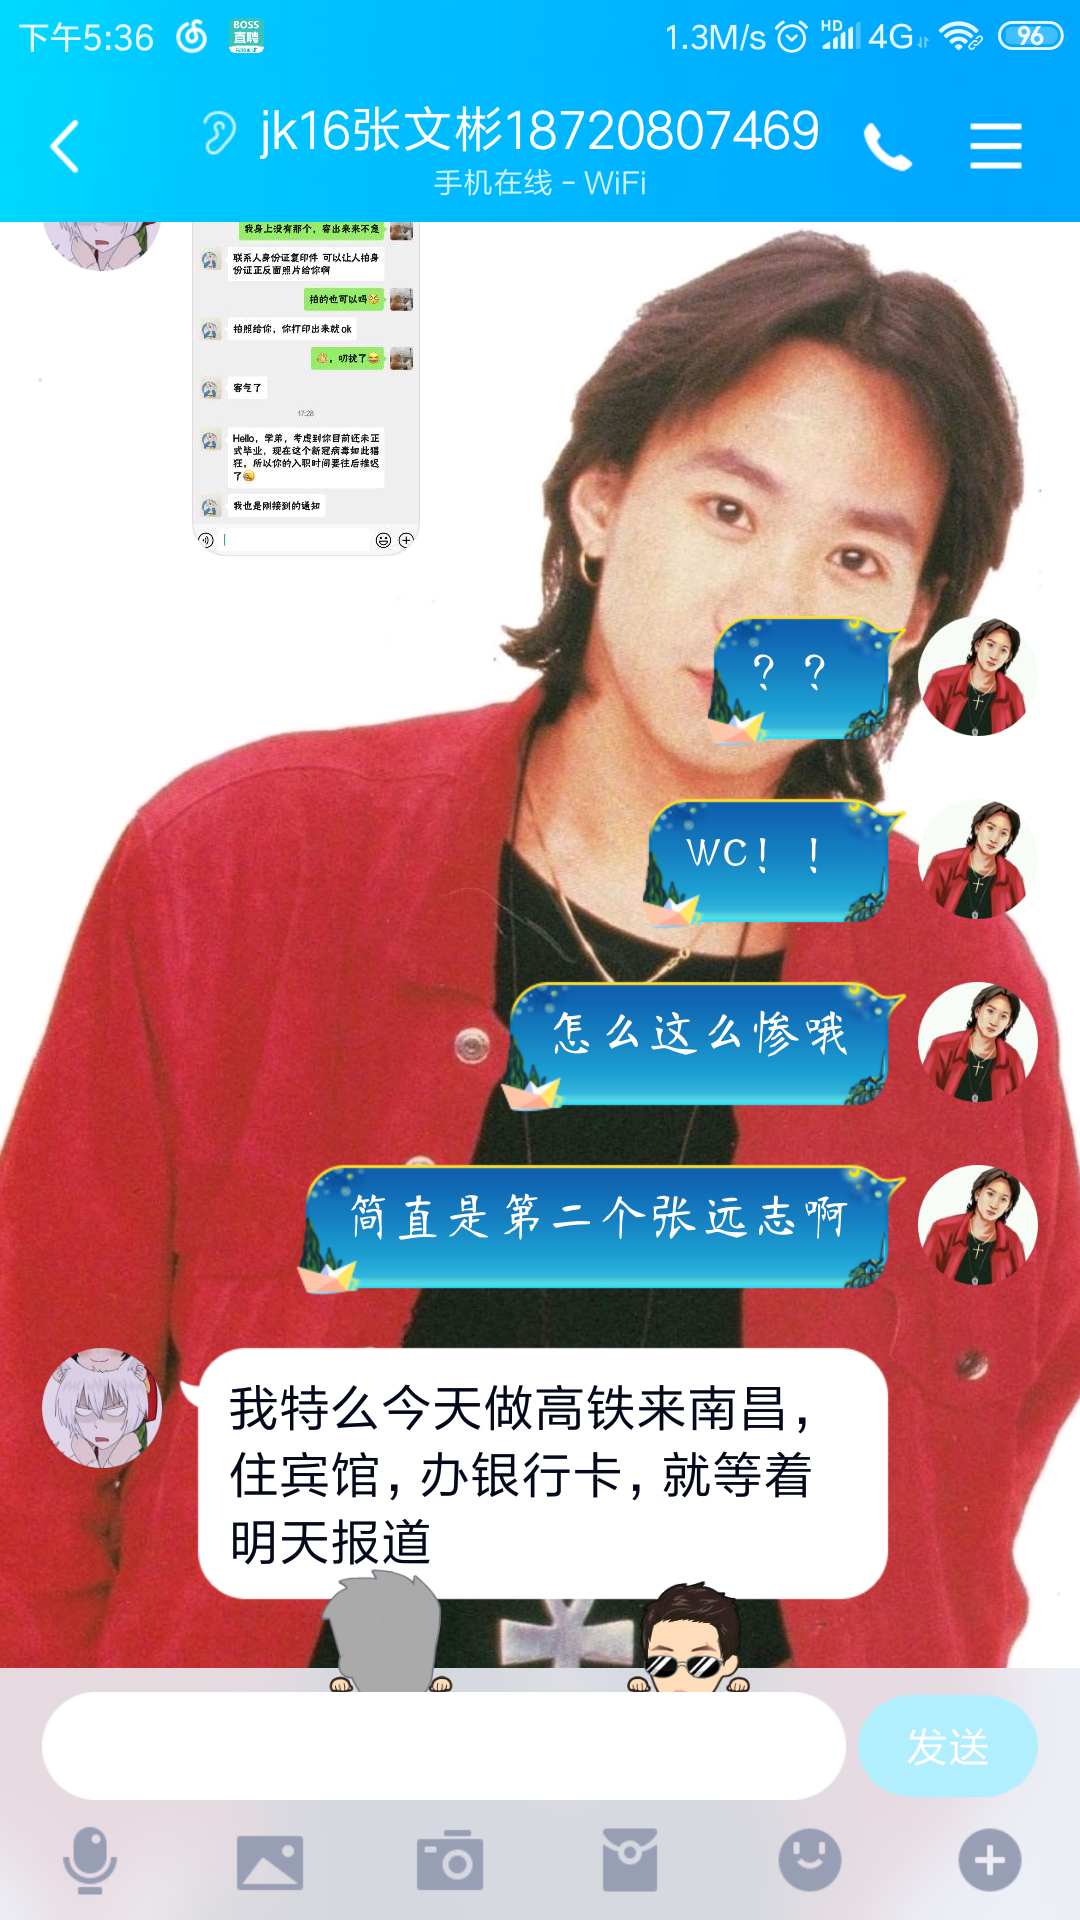 下午5:36
BOSS
直聘
1.3M/s
HD
4G
96
jk16张文彬18720807469
手机在线 - WiFi
我身上没有那个，寄出来来不急
联系人身份证复印件 可以让人拍身
份证正反面照片给你啊
拍的也可以吗
拍照给你，你打印出来就ok
，叨扰了
客气了
17:28
Hello，学弟，考虑到你目前还未正
式毕业，现在这个新冠病毒如此猖
狂，所以你的入职时间要往后推迟
了
我也是刚接到的通知
？？
WC！！
怎么这么惨哦
简直是第二个张远志啊
我特么今天做高铁来南昌，
住宾馆，办银行卡，就等着
明天报道
发送